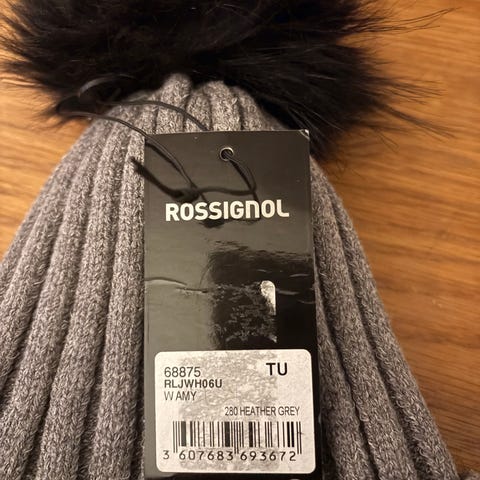 ROSSIGNOL
68875 TU
RLJWH06U
W AMY
280 HEATHER GREY
3 607683 693672